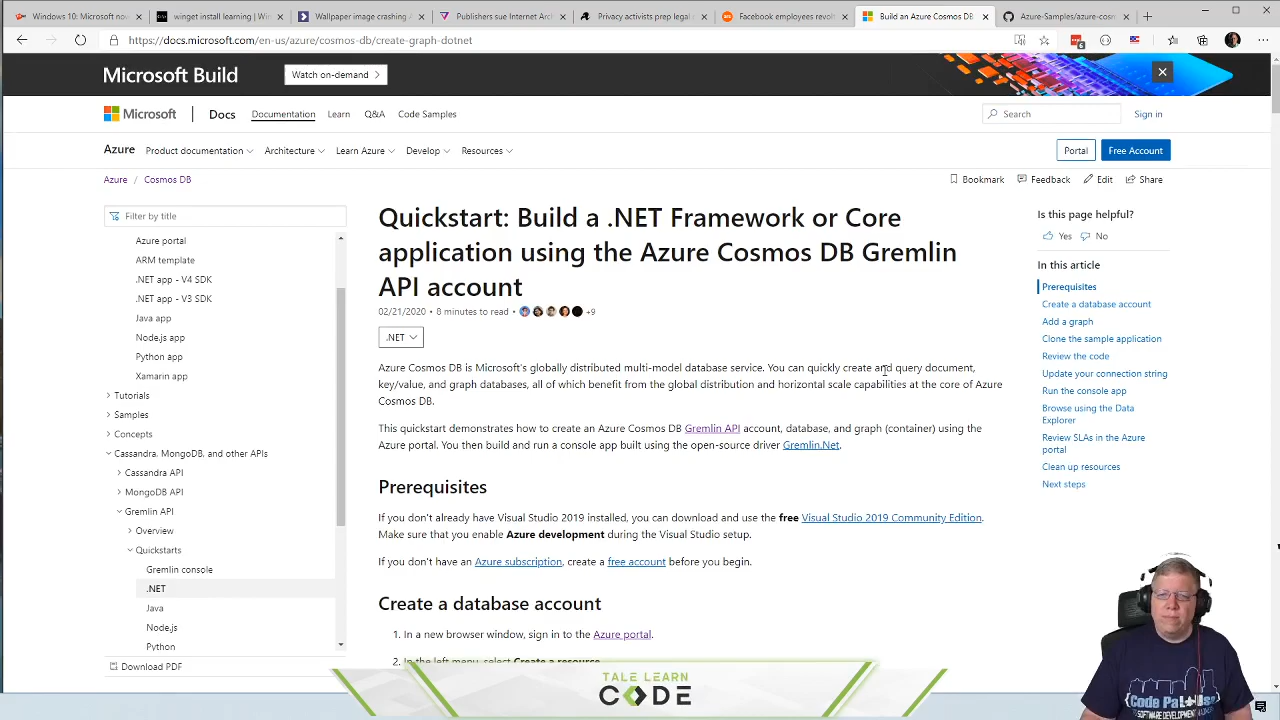 Windows 10: Microsof
winget install learning |
Wallpaper image crashing
Publishers sue Internet Arc
Privacy activists prep legal
Facebook employees revol
Build an Azure Cosmos DB
Azure-Samples/azure-cosm
https://docs.microsoft.com/en-us/azure/cosmos-db/create-graph-dotnet
6
Microsoft Build
Watch on-demand
Microsoft
Docs
Documentation
Learn
Q&A
Code Samples
Search
Sign in
Azure
Product documentation
Architecture
Learn Azure
Develop
Resources
Portal
Free Account
Azure / Cosmos DB
Bookmark
Feedback
Edit
Share
Filter by title
Azure portal
ARM template
.NET app - V4 SDK
.NET app - V3 SDK
Java app
Node.js app
Python app
Xamarin app
Tutorials
Samples
Concepts
Cassandra, MongoDB, and other APIs
Cassandra API
MongoDB API
Gremlin API
Overview
Quickstarts
Gremlin console
.NET
Java
Node.js
Python
Download PDF
Quickstart: Build a .NET Framework or Core
application using the Azure Cosmos DB Gremlin
API account
02/21/2020 • 8 minutes to read •
+9
.NET
Azure Cosmos DB is Microsoft's globally distributed multi-model database service. You can quickly create and query document,
key/value, and graph databases, all of which benefit from the global distribution and horizontal scale capabilities at the core of Azure
Cosmos DB.
This quickstart demonstrates how to create an Azure Cosmos DB Gremlin API account, database, and graph (container) using the
Azure portal. You then build and run a console app built using the open-source driver Gremlin.Net.
Prerequisites
If you don't already have Visual Studio 2019 installed, you can download and use the free Visual Studio 2019 Community Edition.
Make sure that you enable Azure development during the Visual Studio setup.
If you don't have an Azure subscription, create a free account before you begin.
Create a database account
1. In a new browser window, sign in to the Azure portal.
2. In the left menu, select Create a resource.
Is this page helpful?
Yes
No
In this article
Prerequisites
Create a database account
Add a graph
Clone the sample application
Review the code
Update your connection string
Run the console app
Browse using the Data
Explorer
Review SLAs in the Azure
portal
Clean up resources
Next steps
TALE LEARN
CODE
SOFTWARE DEVELOPMENT